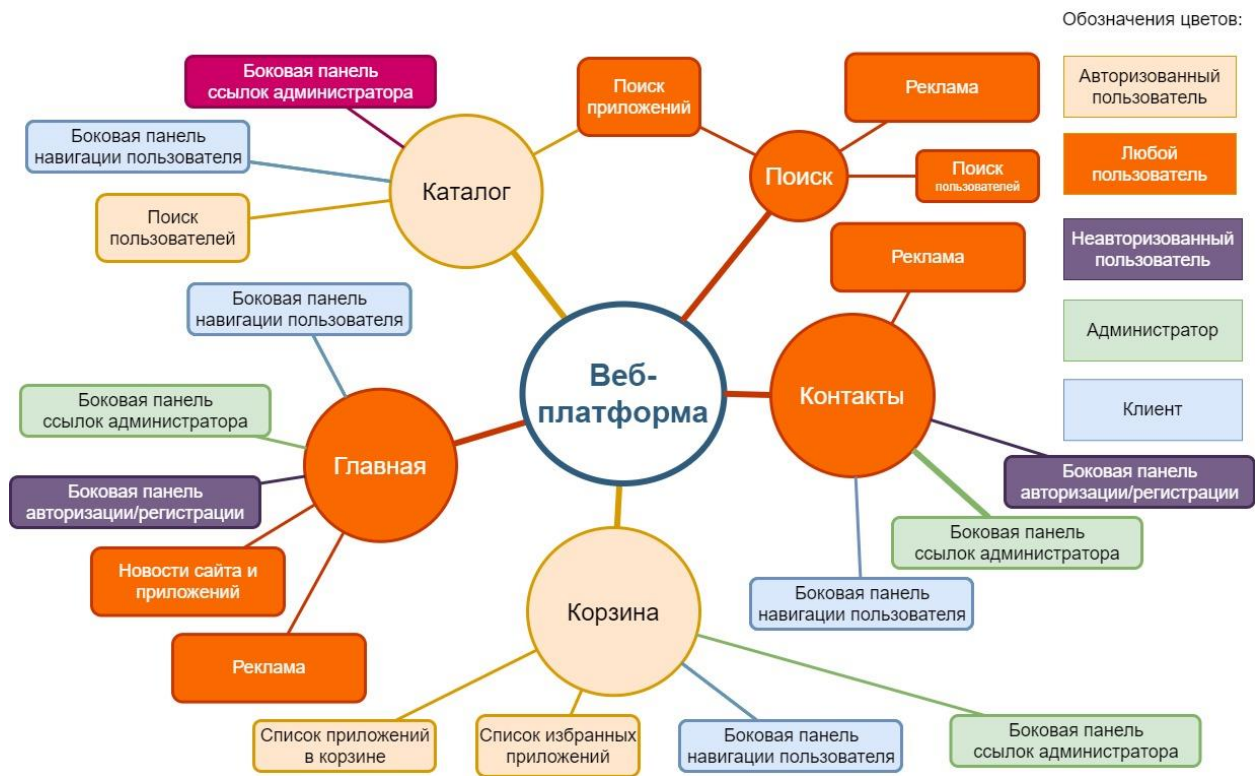 Обозначения цветов:
Боковая панель
ссылок администратора
Поиск
приложений
Реклама
Авторизованный
пользователь
Боковая панель
навигации пользователя
Каталог
Поиск
Поиск
пользователей
Любой
пользователь
Поиск
пользователей
Реклама
Неавторизованный
пользователь
Боковая панель
навигации пользователя
Администратор
Веб-
платформа
Контакты
Боковая панель
ссылок администратора
Клиент
Главная
Боковая панель
авторизации/регистрации
Боковая панель
авторизации/регистрации
Боковая панель
ссылок администратора
Новости сайта и
приложений
Боковая панель
навигации пользователя
Корзина
Реклама
Список приложений
в корзине
Список избранных
приложений
Боковая панель
навигации пользователя
Боковая панель
ссылок администратора